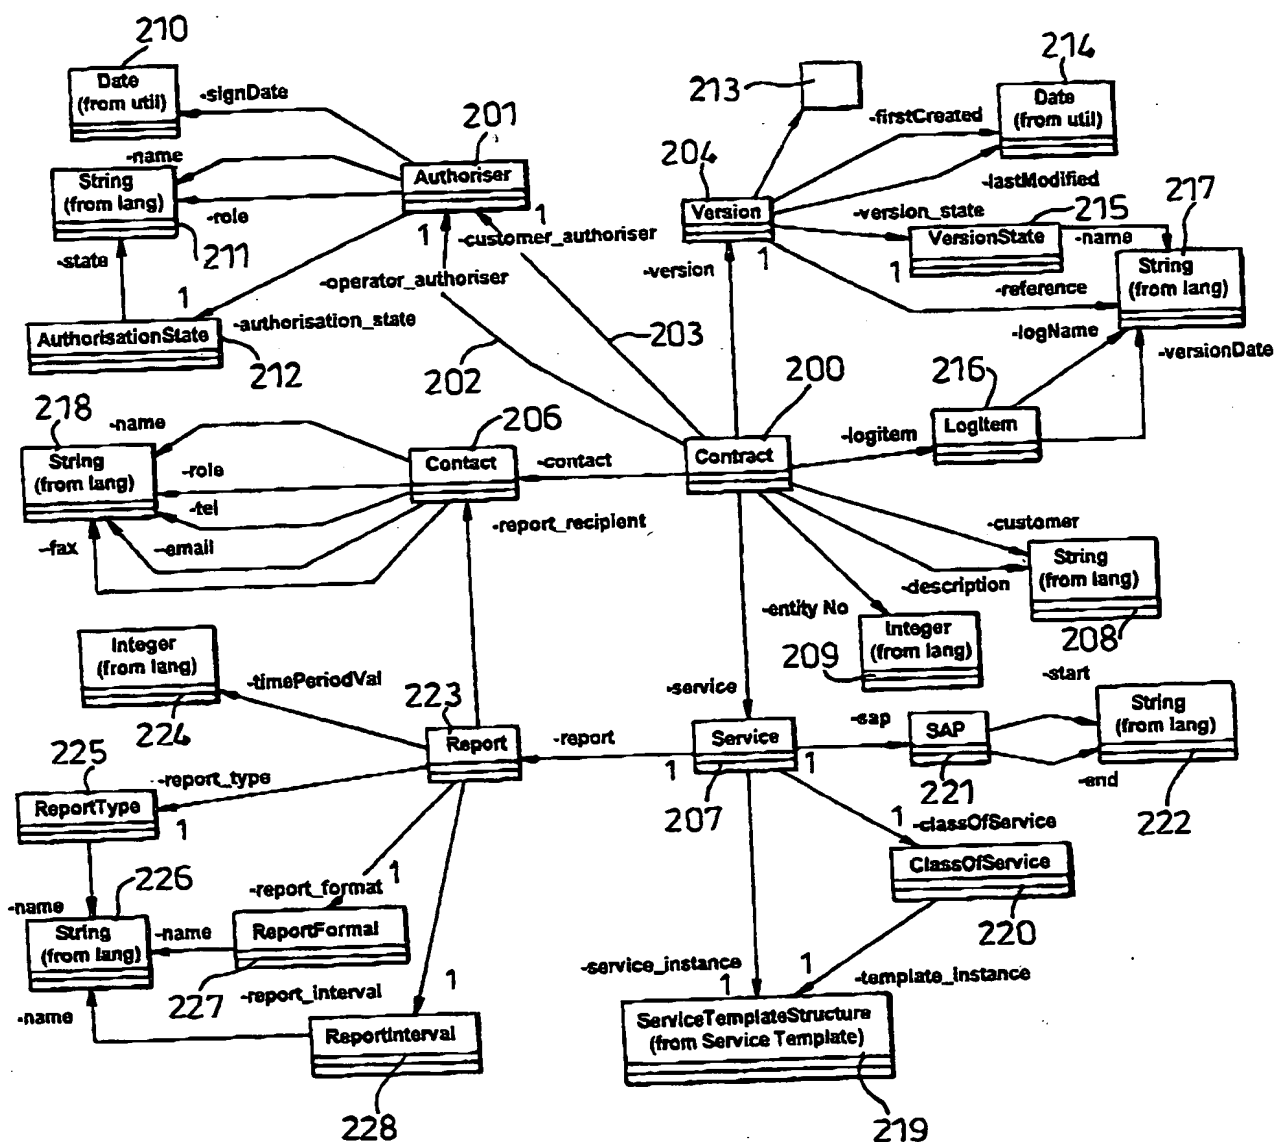 210
214
Date
(from util)
-signDate
213
Date
(from util)
-firstCreated
201
204
-name
Authoriser
String
(from lang)
-lastModified
217
-role
Version
-version_state
215
VersionState
-name
1
1
-customer_authoriser
211
-state
-version
1
1
String
(from lang)
-operator_authoriser
-reference
1
-authorisation_state
AuthorisationState
203
-logName
-versionDate
212
202
200
216
218
-name
206
LogItem
-logitem
String
(from lang)
-role
Contact
-contact
Contract
-tel
-report_recipient
-customer
-fax
-email
String
(from lang)
-description
-entity No
208
Integer
(from lang)
Integer
(from lang)
209
-start
-timePeriodVal
223
-service
String
(from lang)
224
-sap
SAP
225
Report
-report
Service
-report_type
1
1
-end
221
ReportType
1
207
222
1
-classOfService
226
ClassOfService
1
-report_format
-name
String
(from lang)
-name
ReportFormal
220
-service_instance
1
1
-template_instance
227
-report_interval
1
-name
ServiceTemplateStructure
(from Service Template)
ReportInterval
228
219